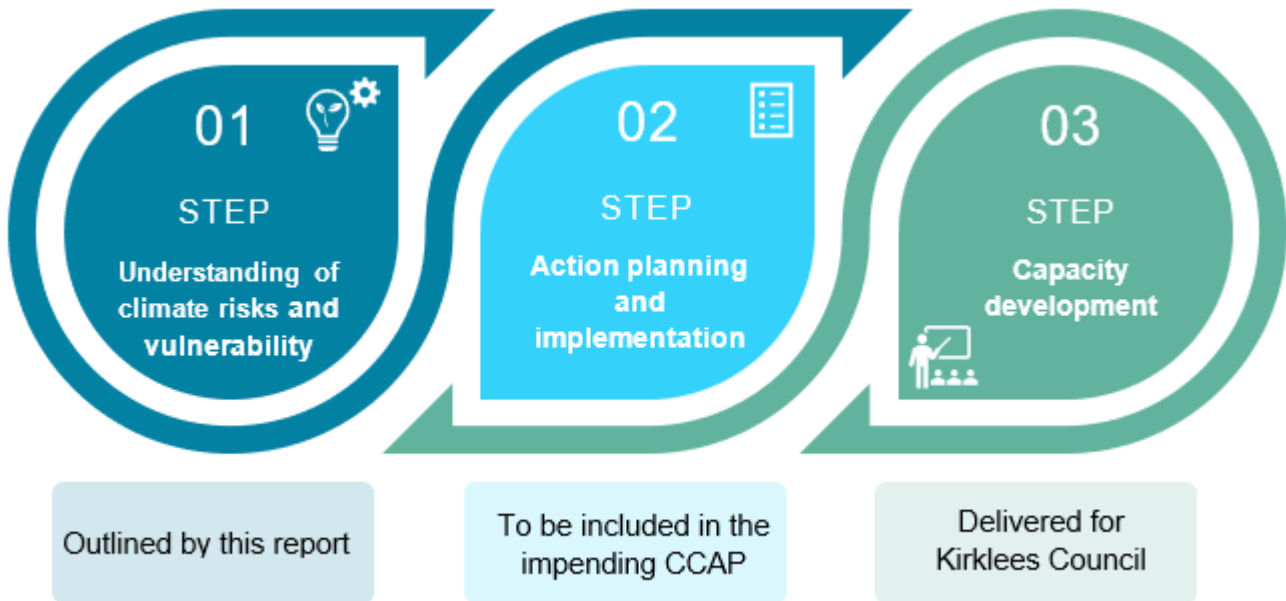 01
STEP
Understanding of
climate risks and
vulnerability
Outlined by this report
02
STEP
Action planning
and
implementation
To be included in the
impending CCAP
03
STEP
Capacity
development
Delivered for
Kirklees Council